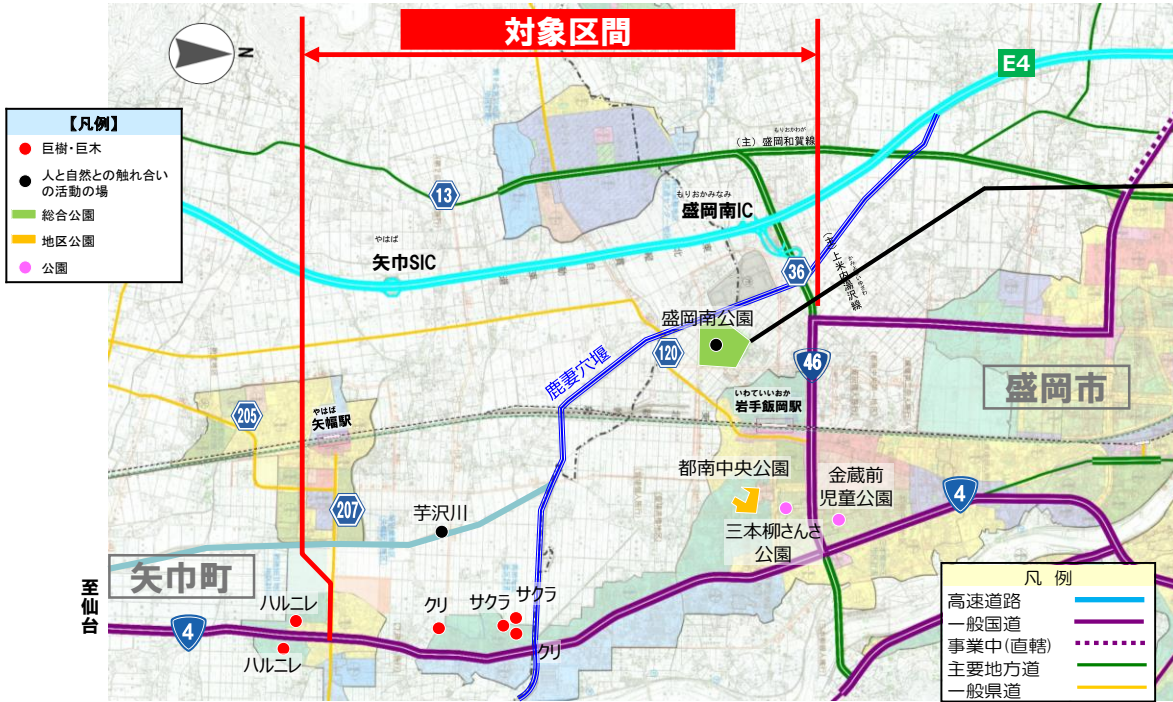 対象区間
N
E4
【凡例】
巨樹・巨木
人と自然との触れ合い
の活動の場
総合公園
地区公園
公園
もりおかわが
(主)盛岡和賀線
13
もりおかみなみ
盛岡南IC
やはば
矢巾SIC
36
盛岡南公園
120
46
鹿妻穴堰
いわていいおか
岩手飯岡駅
盛岡市
205
やはば
矢幅駅
都南中央公園
金蔵前
児童公園
4
207
芋沢川
三本柳さんさ
公園
矢巾町
至仙台
ハルニレ
クリ
サクラ
サクラ
4
ハルニレ
クリ
凡例
高速道路
一般国道
事業中(直轄)
主要地方道
一般県道